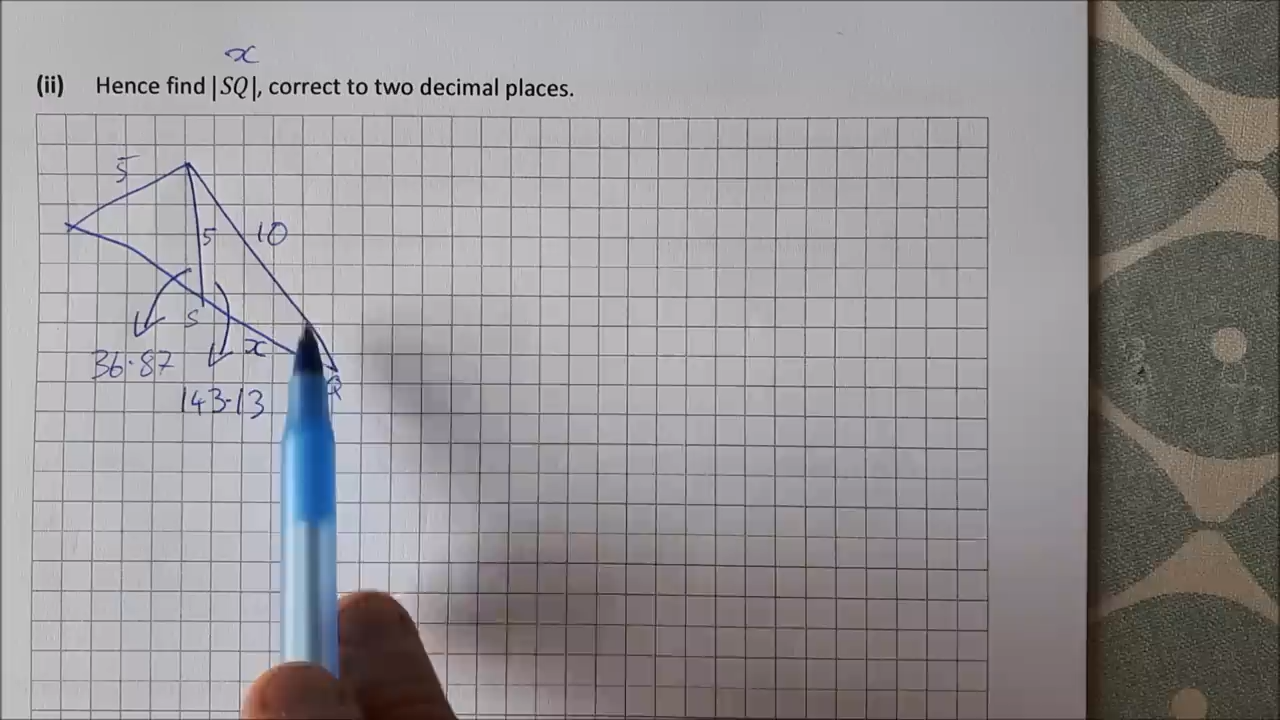 x
(ii) Hence find |SQ|, correct to two decimal places.
5
5
10
S
x
36.87
Q
143.13